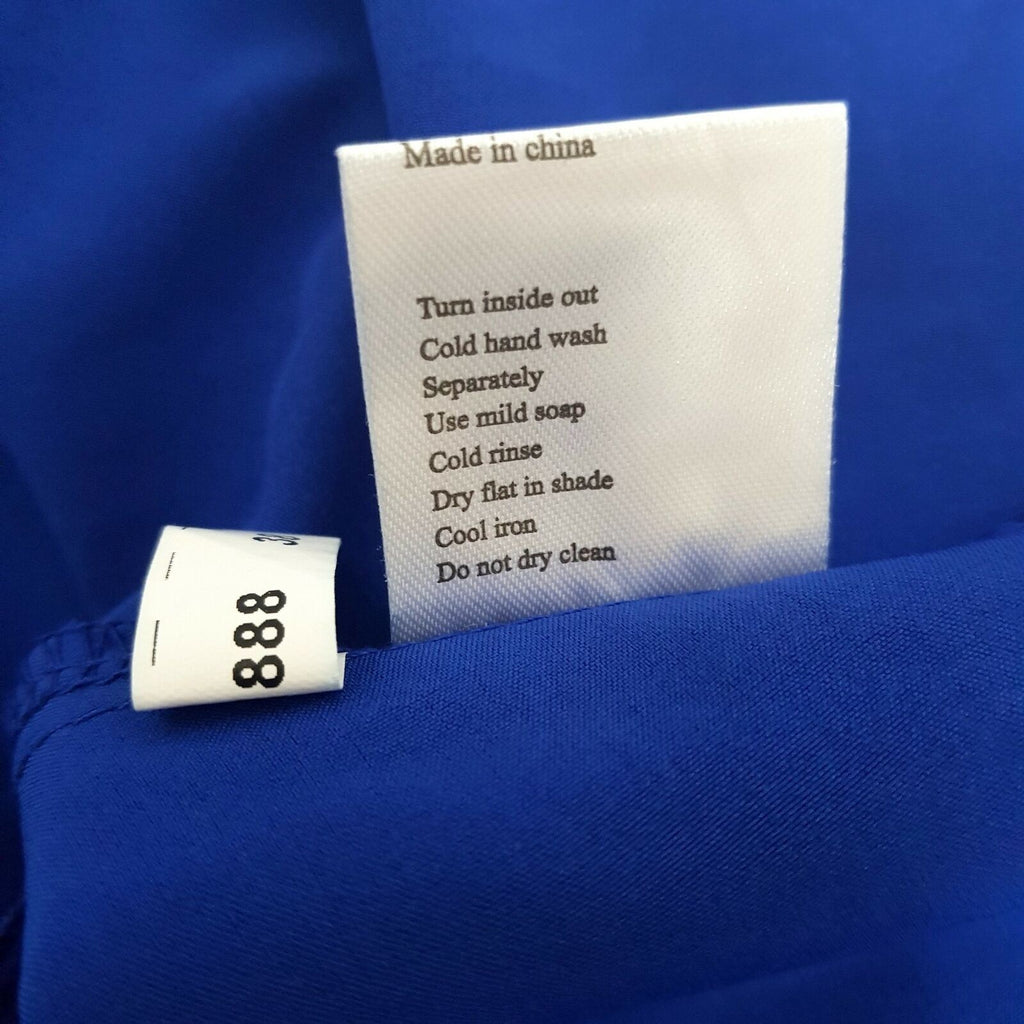 Made in china
Turn inside out
Cold hand wash
Separately
Use mild soap
Cold rinse
Dry flat in shade
Cool iron
Do not dry clean
888